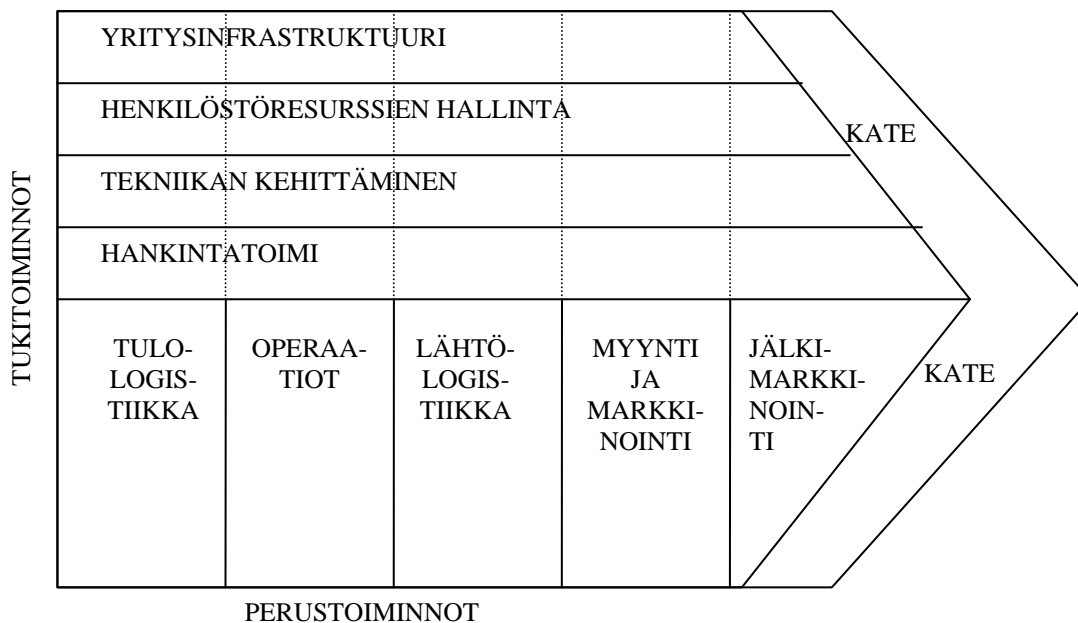 YRITYSINFRASTRUKTUURI
HENKILÖSTÖRESURSSIEN HALLINTA
KATE
TEKNIIKAN KEHITTÄMINEN
HANKINTATOIMI
TUKITOIMINNOT
TULO-
LOGIS-
TIIKKA
OPERAA-
TIOT
LÄHTÖ-
LOGIS-
TIIKKA
MYYNTI
JA
MARKKI-
NOINTI
JÄLKI-
MARKKI-
NOIN-
TI
KATE
PERUSTOIMINNOT